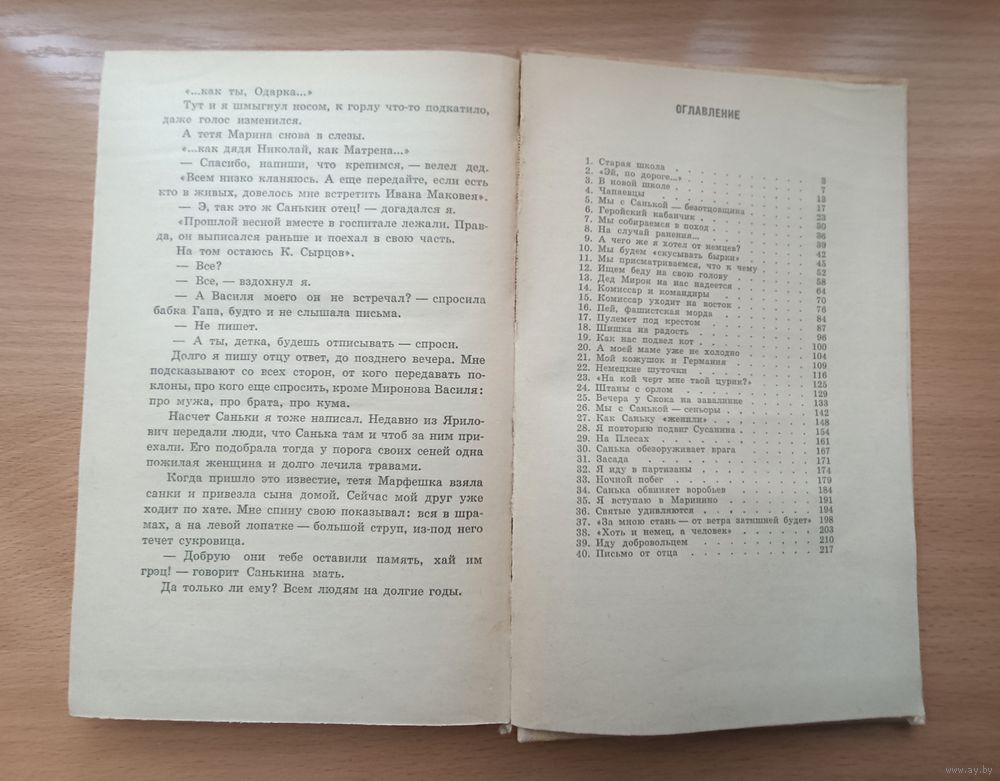 «...как ты, Одарка...»
Тут и я шмыгнул носом, к горлу что-то подкатило,
даже голос изменился.
А тетя Марина снова в слезы.
«...как дядя Николай, как Матрена...»
— Спасибо, напиши, что крепимся, — велел дед.
«Всем низко кланяюсь. А еще передайте, если есть
кто в живых, довелось мне встретить Ивана Маковея».
— Э, так это ж Санькин отец! — догадался я.
«Прошлой весной вместе в госпитале лежали. Прав-
да, он выписался раньше и поехал в свою часть.
На том остаюсь К. Сырцов».
— Все?
— Все, — вздохнул я.
— А Василя моего он не встречал? — спросила
бабка Гапа, будто и не слышала письма.
— Не пишет.
— А ты, детка, будешь отписывать — спроси.
Долго я пишу отцу ответ, до позднего вечера. Мне
подсказывают со всех сторон, от кого передавать по-
клоны, про кого еще спросить, кроме Миронова Василя:
про мужа, про брата, про кума.
Насчет Саньки я тоже написал. Недавно из Ярило-
вич передали люди, что Санька там и чтоб за ним при-
ехали. Его подобрала тогда у порога своих сеней одна
пожилая женщина и долго лечила травами.
Когда пришло это известие, тетя Марфешка взяла
санки и привезла сына домой. Сейчас мой друг уже
ходит по хате. Мне спину свою показывал: вся в шра-
мах, а на левой лопатке — большой струп, из-под него
течет сукровица.
— Добрую они тебе оставили память, хай им
грэц! — говорит Санькина мать.
Да только ли ему? Всем людям на долгие годы.
ОГЛАВЛЕНИЕ
1. Старая школа . . . . . . . . 3
2. «Эй, по дороге...» . . . . . . . . 7
3. В новой школе . . . . . . . . 13
4. Чапаевцы . . . . . . . . 17
5. Мы с Санькой — безотцовщина . . . . . . . . 23
6. Геройский кабанчик . . . . . . . . 30
7. Мы собираемся в поход . . . . . . . . 36
8. На случай ранения... . . . . . . . . 39
9. А чего же я хотел от немцев? . . . . . . . . 42
10. Мы будем «скусывать бырки» . . . . . . . . 45
11. Мы присматриваемся, что к чему . . . . . . . . 52
12. Ищем беду на свою голову . . . . . . . . 58
13. Дед Мирон на нас надеется . . . . . . . . 64
14. Комиссар и командиры . . . . . . . . 70
15. Комиссар уходит на восток . . . . . . . . 76
16. Пей, фашистская морда . . . . . . . . 84
17. Пулемет под крестом . . . . . . . . 87
18. Шишка на радость . . . . . . . . 96
19. Как нас подвел кот . . . . . . . . 100
20. А моей маме уже не холодно . . . . . . . . 104
21. Мой кожушок и Германия . . . . . . . . 109
22. Немецкие шуточки . . . . . . . . 116
23. «На кой черт мне твой цурик?» . . . . . . . . 125
24. Штаны с орлом . . . . . . . . 129
25. Вечера у Скока на завалинке . . . . . . . . 133
26. Мы с Санькой — сеньоры . . . . . . . . 142
27. Как Саньку «женили» . . . . . . . . 148
28. Я повторяю подвиг Сусанина . . . . . . . . 154
29. На Плесах . . . . . . . . 161
30. Санька обезоруживает врага . . . . . . . . 167
31. Засада . . . . . . . . 171
32. Я иду в партизаны . . . . . . . . 174
33. Ночной побег . . . . . . . . 179
34. Санька обвиняет воробьев . . . . . . . . 184
35. Я вступаю в Маринино . . . . . . . . 191
36. Святые удивляются . . . . . . . . 194
37. «За мною стань — от ветра затишней будет» 198
38. «Хоть и немец, а человек» . . . . . . . . 203
39. Иду добровольцем . . . . . . . . 210
40. Письмо от отца . . . . . . . . 217
www.ay.by